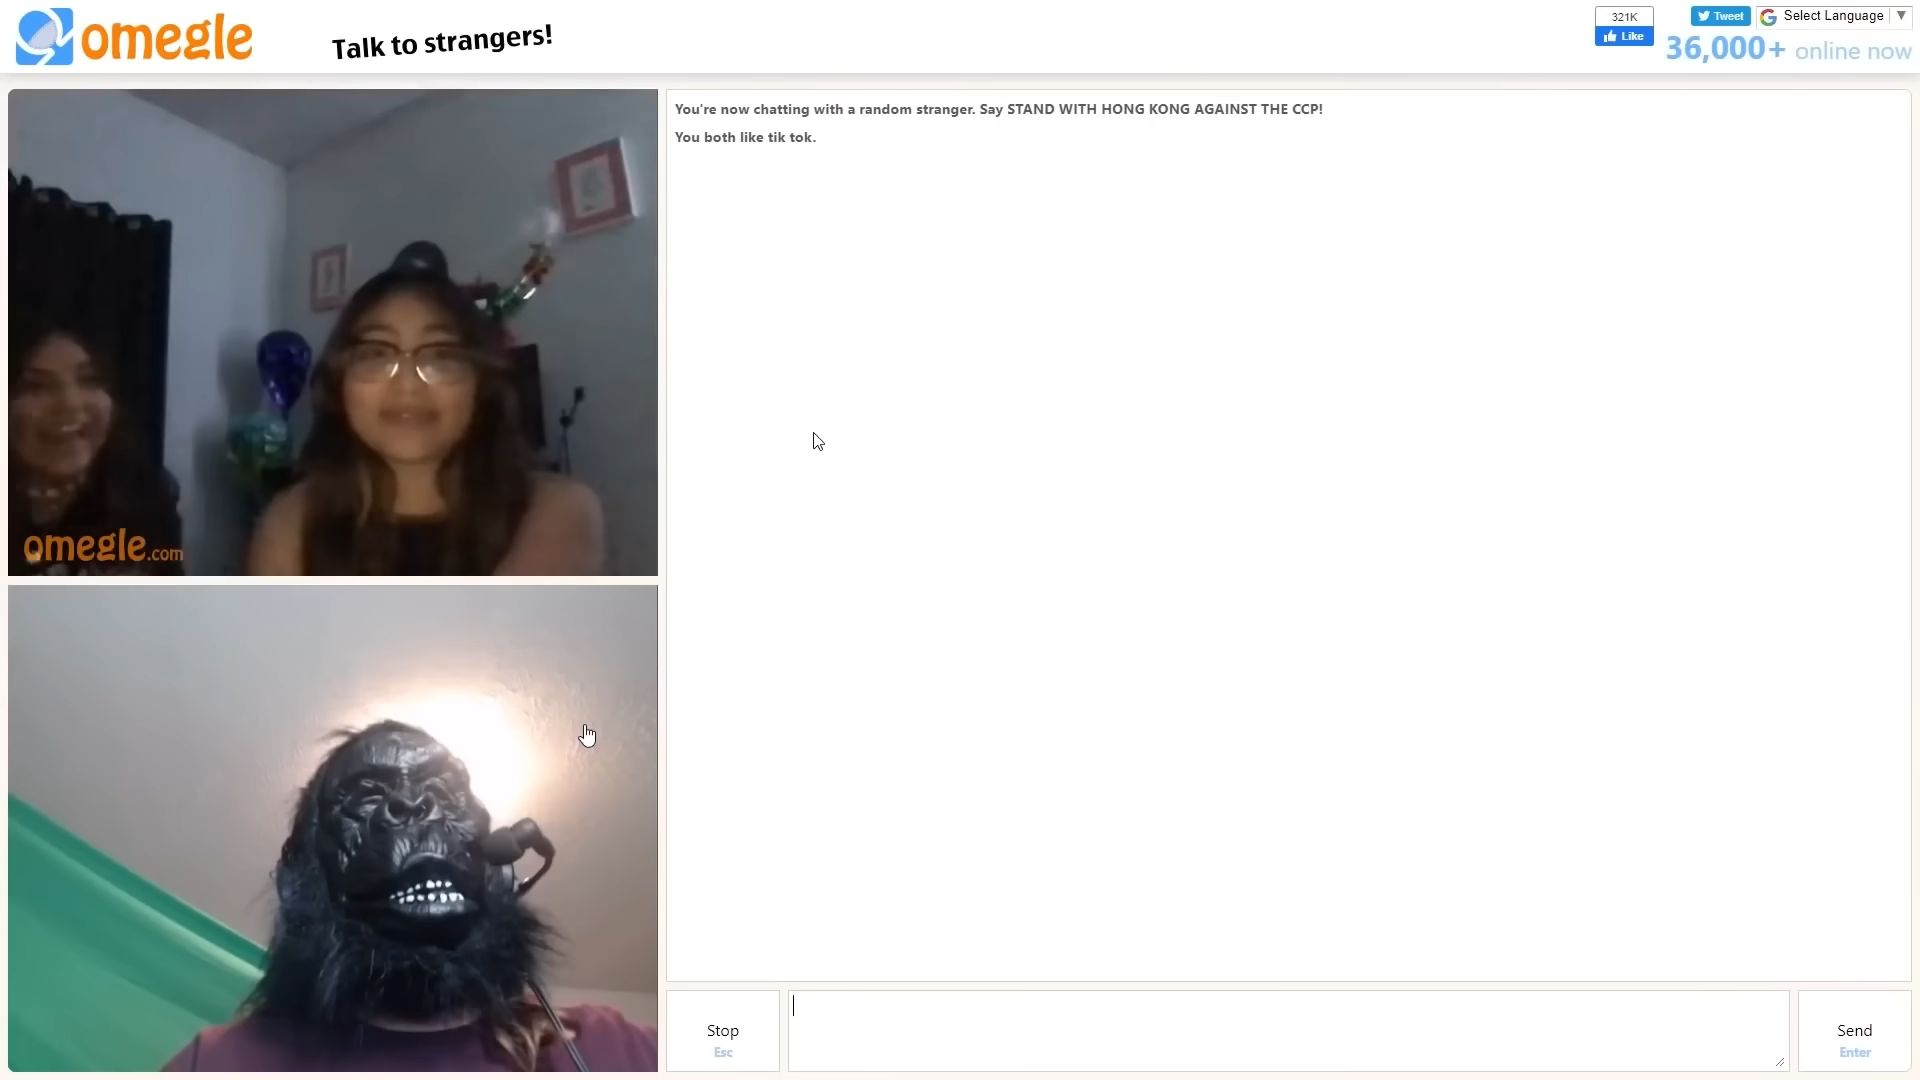 omegle
Talk to strangers!
321K
Like
Tweet
Select Language
36,000+ online now
You're now chatting with a random stranger. Say STAND WITH HONG KONG AGAINST THE CCP!
You both like tik tok.
omegle.com
Stop
Esc
Send
Enter